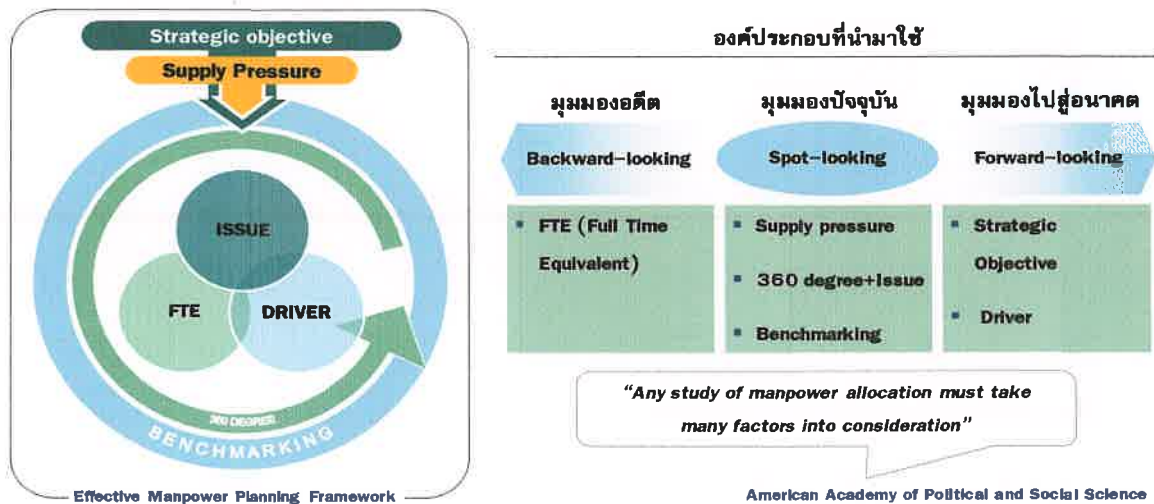 Strategic objective
Supply Pressure
ISSUE
FTE
DRIVER
360 DEGREE
BENCHMARKING
Effective Manpower Planning Framework
องค์ประกอบที่นำมาใช้
มุมมองอดีต
มุมมองปัจจุบัน
มุมมองไปสู่อนาคต
Backward-looking
Spot-looking
Forward-looking
▪ FTE (Full Time
Equivalent)
▪ Supply pressure
▪ 360 degree+Issue
▪ Benchmarking
▪ Strategic
Objective
▪ Driver
"Any study of manpower allocation must take
many factors into consideration"
American Academy of Political and Social Science